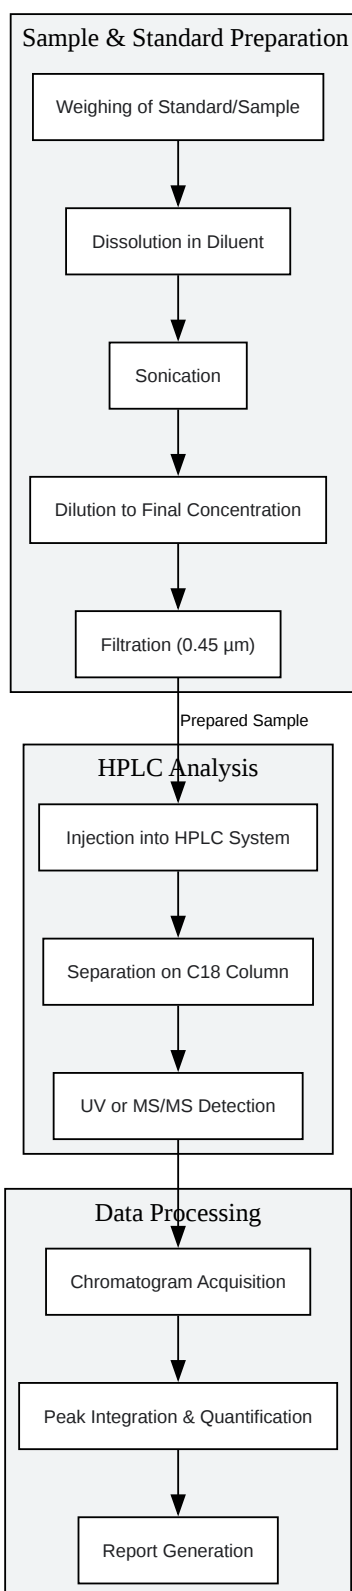 Sample & Standard Preparation
Weighing of Standard/Sample
Dissolution in Diluent
Sonication
Dilution to Final Concentration
Filtration (0.45 µm)
Prepared Sample
HPLC Analysis
Injection into HPLC System
Separation on C18 Column
UV or MS/MS Detection
Data Processing
Chromatogram Acquisition
Peak Integration & Quantification
Report Generation